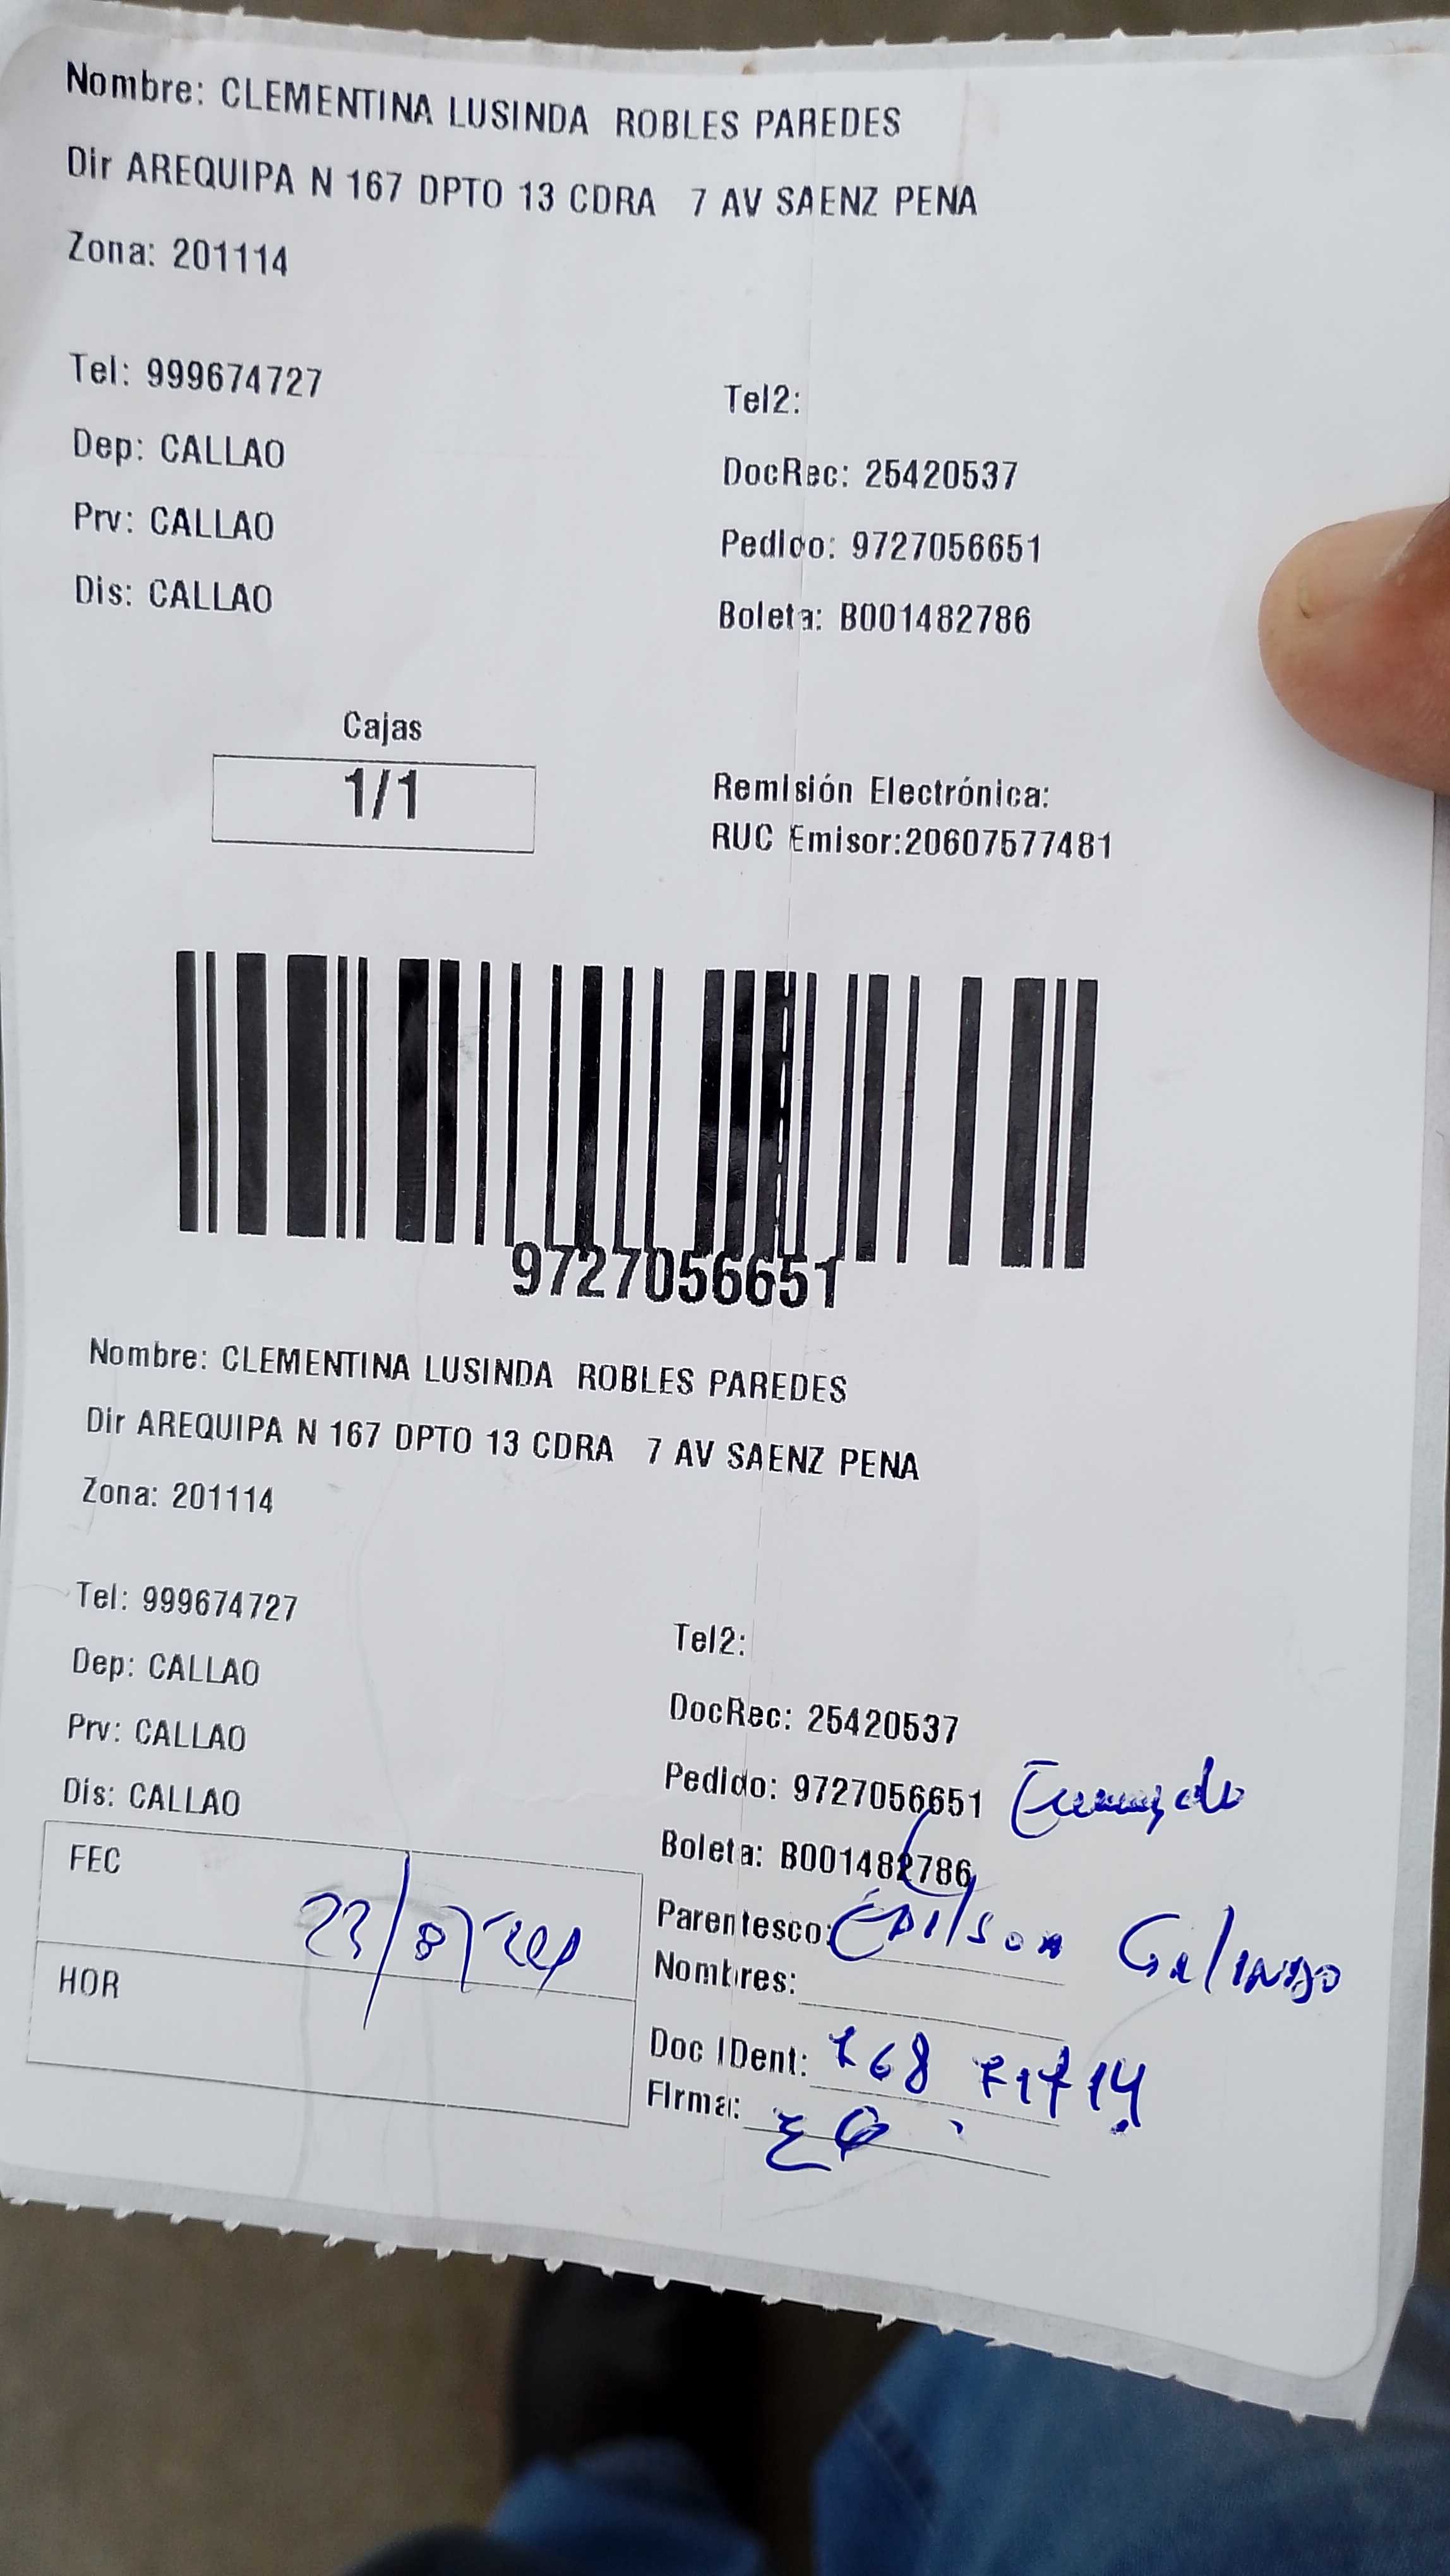 Nombre: CLEMENTINA LUSINDA ROBLES PAREDES
Dir AREQUIPA N 167 DPTO 13 CDRA 7 AV SAENZ PENA
Zona: 201114
Tel: 999674727
Tel2:
Dep: CALLAO
DocRec: 25420537
Prv: CALLAO
Pedido: 9727056651
Dis: CALLAO
Boleta: B001482786
Cajas
1/1
Remisión Electrónica:
RUC Emisor:20607577481
9727056651
Nombre: CLEMENTINA LUSINDA ROBLES PAREDES
Dir AREQUIPA N 167 DPTO 13 CDRA 7 AV SAENZ PENA
Zona: 201114
Tel: 999674727
Tel2:
Dep: CALLAO
DocRec: 25420537
Prv: CALLAO
Pedido: 9727056651
Dis: CALLAO
Boleta: B001482786
FEC 23/8/
Parentesco: Edilson Galindo
Nombres:
HOR
Doc IDent:
Firma: